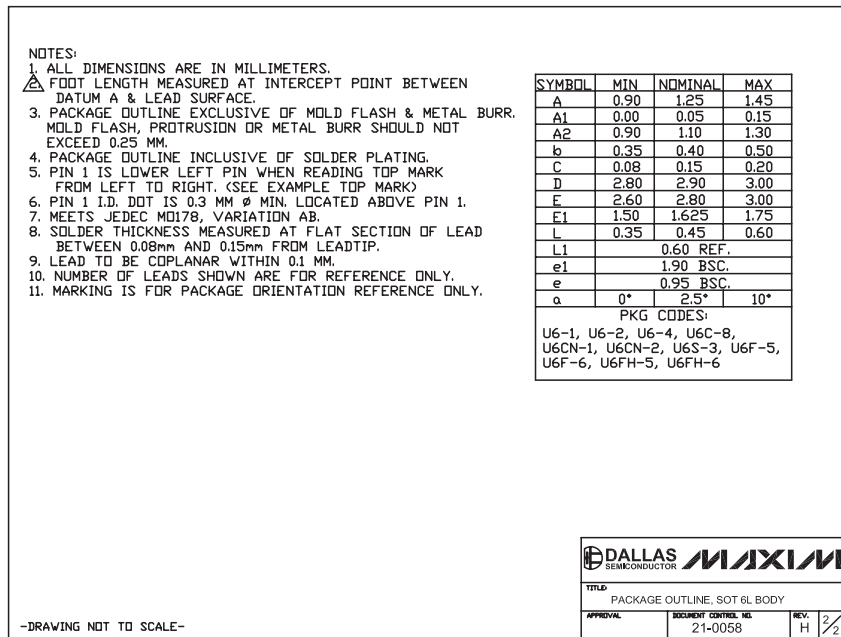 NOTES:
1. ALL DIMENSIONS ARE IN MILLIMETERS.
2. FOOT LENGTH MEASURED AT INTERCEPT POINT BETWEEN
DATUM A & LEAD SURFACE.
3. PACKAGE OUTLINE EXCLUSIVE OF MOLD FLASH & METAL BURR.
MOLD FLASH, PROTRUSION OR METAL BURR SHOULD NOT
EXCEED 0.25 MM.
4. PACKAGE OUTLINE INCLUSIVE OF SOLDER PLATING.
5. PIN 1 IS LOWER LEFT PIN WHEN READING TOP MARK
FROM LEFT TO RIGHT. (SEE EXAMPLE TOP MARK)
6. PIN 1 I.D. DOT IS 0.3 MM ø MIN. LOCATED ABOVE PIN 1.
7. MEETS JEDEC MO178, VARIATION AB.
8. SOLDER THICKNESS MEASURED AT FLAT SECTION OF LEAD
BETWEEN 0.08mm AND 0.15mm FROM LEADTIP.
9. LEAD TO BE COPLANAR WITHIN 0.1 MM.
10. NUMBER OF LEADS SHOWN ARE FOR REFERENCE ONLY.
11. MARKING IS FOR PACKAGE ORIENTATION REFERENCE ONLY.
SYMBOL MIN NOMINAL MAX
A 0.90 1.25 1.45
A1 0.00 0.05 0.15
A2 0.90 1.10 1.30
b 0.35 0.40 0.50
C 0.08 0.15 0.20
D 2.80 2.90 3.00
E 2.60 2.80 3.00
E1 1.50 1.625 1.75
L 0.35 0.45 0.60
L1 0.60 REF.
e1 1.90 BSC.
e 0.95 BSC.
α 0° 2.5° 10°
PKG CODES:
U6-1, U6-2, U6-4, U6C-8,
U6CN-1, U6CN-2, U6S-3, U6F-5,
U6F-6, U6FH-5, U6FH-6
DALLAS SEMICONDUCTOR MAXIM
TITLE:
PACKAGE OUTLINE, SOT 6L BODY
APPROVAL DOCUMENT CONTROL NO. REV.
21-0058 H 2/2
-DRAWING NOT TO SCALE-